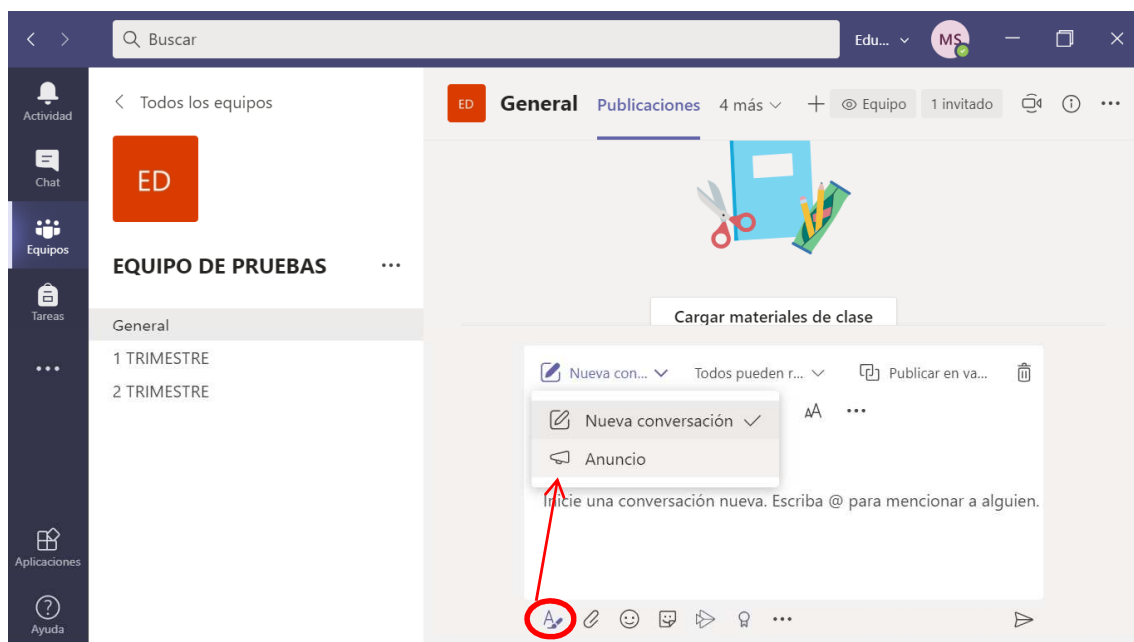 Buscar
Edu...
MS
Actividad
Chat
Equipos
Tareas
Aplicaciones
Ayuda
Todos los equipos
ED
EQUIPO DE PRUEBAS
General
1 TRIMESTRE
2 TRIMESTRE
ED General Publicaciones 4 más Equipo 1 invitado
Cargar materiales de clase
Nueva con... Todos pueden r... Publicar en va...
Nueva conversación
AA
Anuncio
Inicie una conversación nueva. Escriba @ para mencionar a alguien.